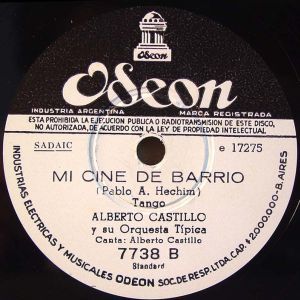 Odeon
Odeon
INDUSTRIA ARGENTINA MARCA REGISTRADA
ESTA PROHIBIDA LA EJECUCION PUBLICA O RADIOTRANSMISION DE ESTE DISCO,
NO AUTORIZADA, DE ACUERDO CON LA LEY DE PROPIEDAD INTELECTUAL
SADAIC e 17275
MI CINE DE BARRIO
(Pablo A. Hechim)
Tango
ALBERTO CASTILLO
y su Orquesta Típica
Canta: Alberto Castillo
7738 B
Standard
INDUSTRIAS ELECTRICAS Y MUSICALES ODEON SOC. DE RESP. LTDA. CAP. $2.000.000-B.AIRES